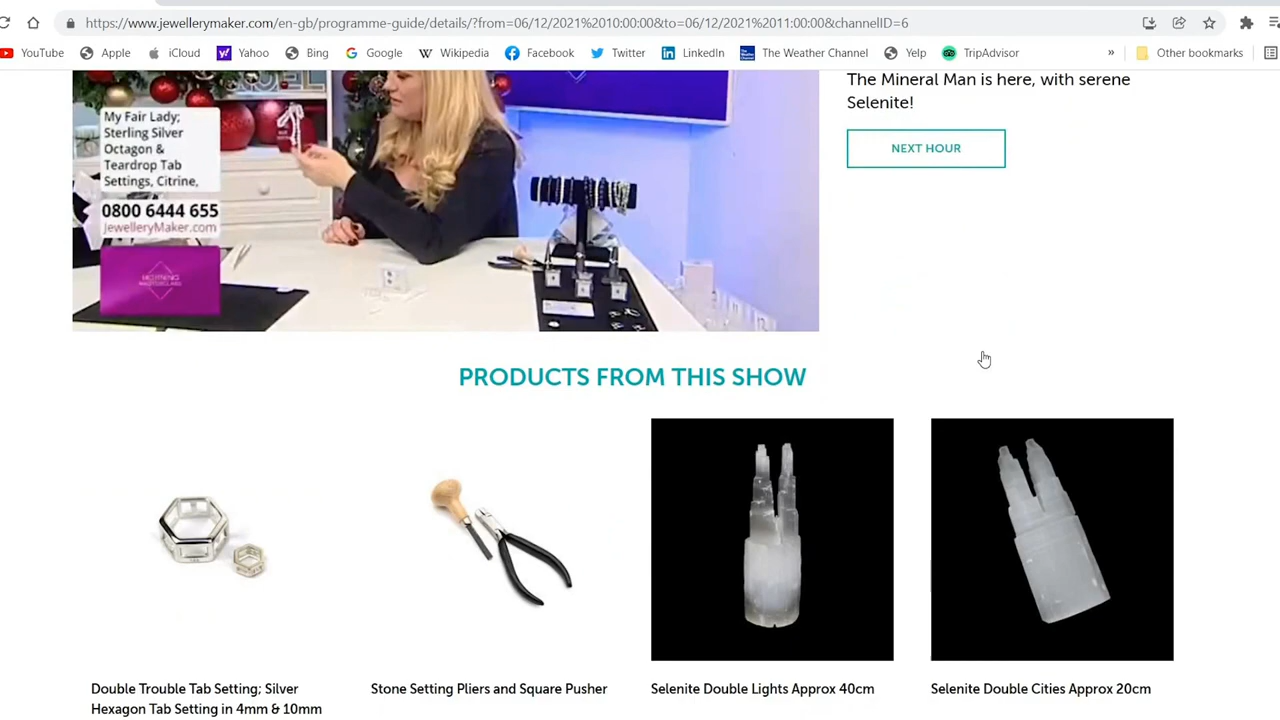 https://www.jewellerymaker.com/en-gb/programme-guide/details/?from=06/12/2021%2010:00:00&to=06/12/2021%2011:00:00&channelID=6
YouTube Apple iCloud Yahoo Bing Google Wikipedia Facebook Twitter LinkedIn The Weather Channel Yelp TripAdvisor » Other bookmarks
The Mineral Man is here, with serene
Selenite!
NEXT HOUR
My Fair Lady;
Sterling Silver
Octagon &
Teardrop Tab
Settings, Citrine,
0800 6444 655
JewelleryMaker.com
MORNING
MASTERCLASS
PRODUCTS FROM THIS SHOW
Double Trouble Tab Setting; Silver
Hexagon Tab Setting in 4mm & 10mm
Stone Setting Pliers and Square Pusher
Selenite Double Lights Approx 40cm
Selenite Double Cities Approx 20cm